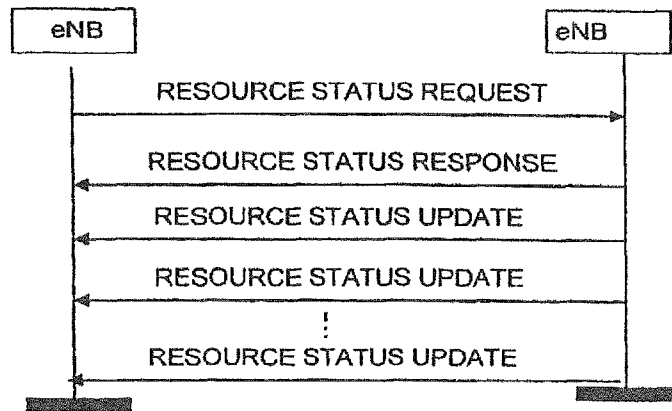 eNB eNB
RESOURCE STATUS REQUEST
RESOURCE STATUS RESPONSE
RESOURCE STATUS UPDATE
RESOURCE STATUS UPDATE
RESOURCE STATUS UPDATE